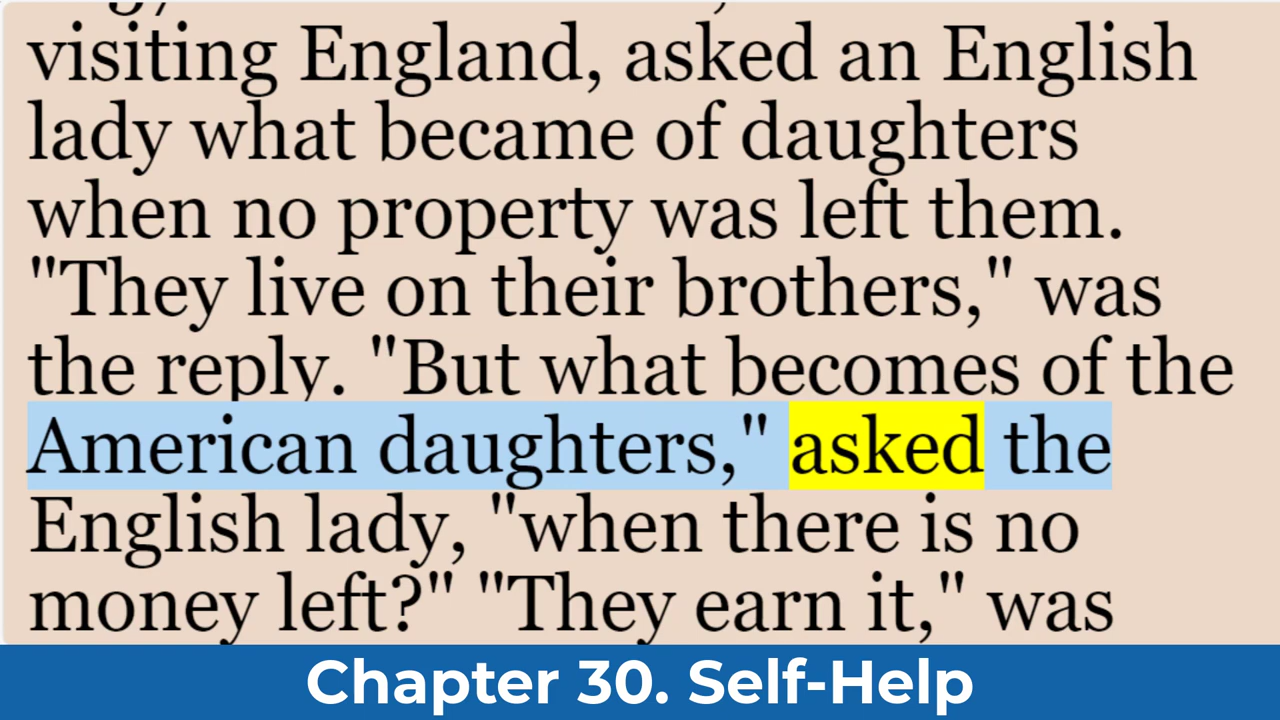 visiting England, asked an English
lady what became of daughters
when no property was left them.
"They live on their brothers," was
the reply. "But what becomes of the
American daughters," asked the
English lady, "when there is no
money left?" "They earn it," was
Chapter 30. Self-Help